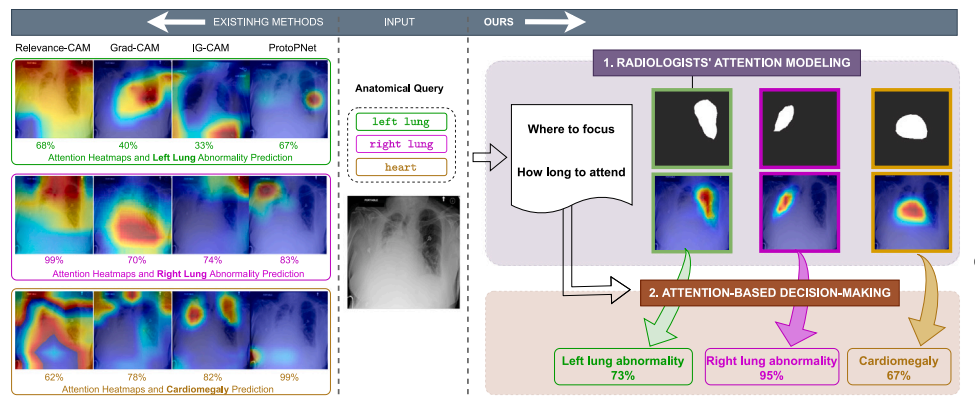 EXISTINHG METHODS
INPUT
OURS
Relevance-CAM
Grad-CAM
IG-CAM
ProtoPNet
68%
40%
33%
67%
Attention Heatmaps and Left Lung Abnormality Prediction
99%
70%
74%
83%
Attention Heatmaps and Right Lung Abnormality Prediction
62%
78%
82%
99%
Attention Heatmaps and Cardiomegaly Prediction
Anatomical Query
left lung
right lung
heart
PORTABLE
1. RADIOLOGISTS' ATTENTION MODELING
Where to focus
How long to attend
2. ATTENTION-BASED DECISION-MAKING
Left lung abnormality
73%
Right lung abnormality
95%
Cardiomegaly
67%